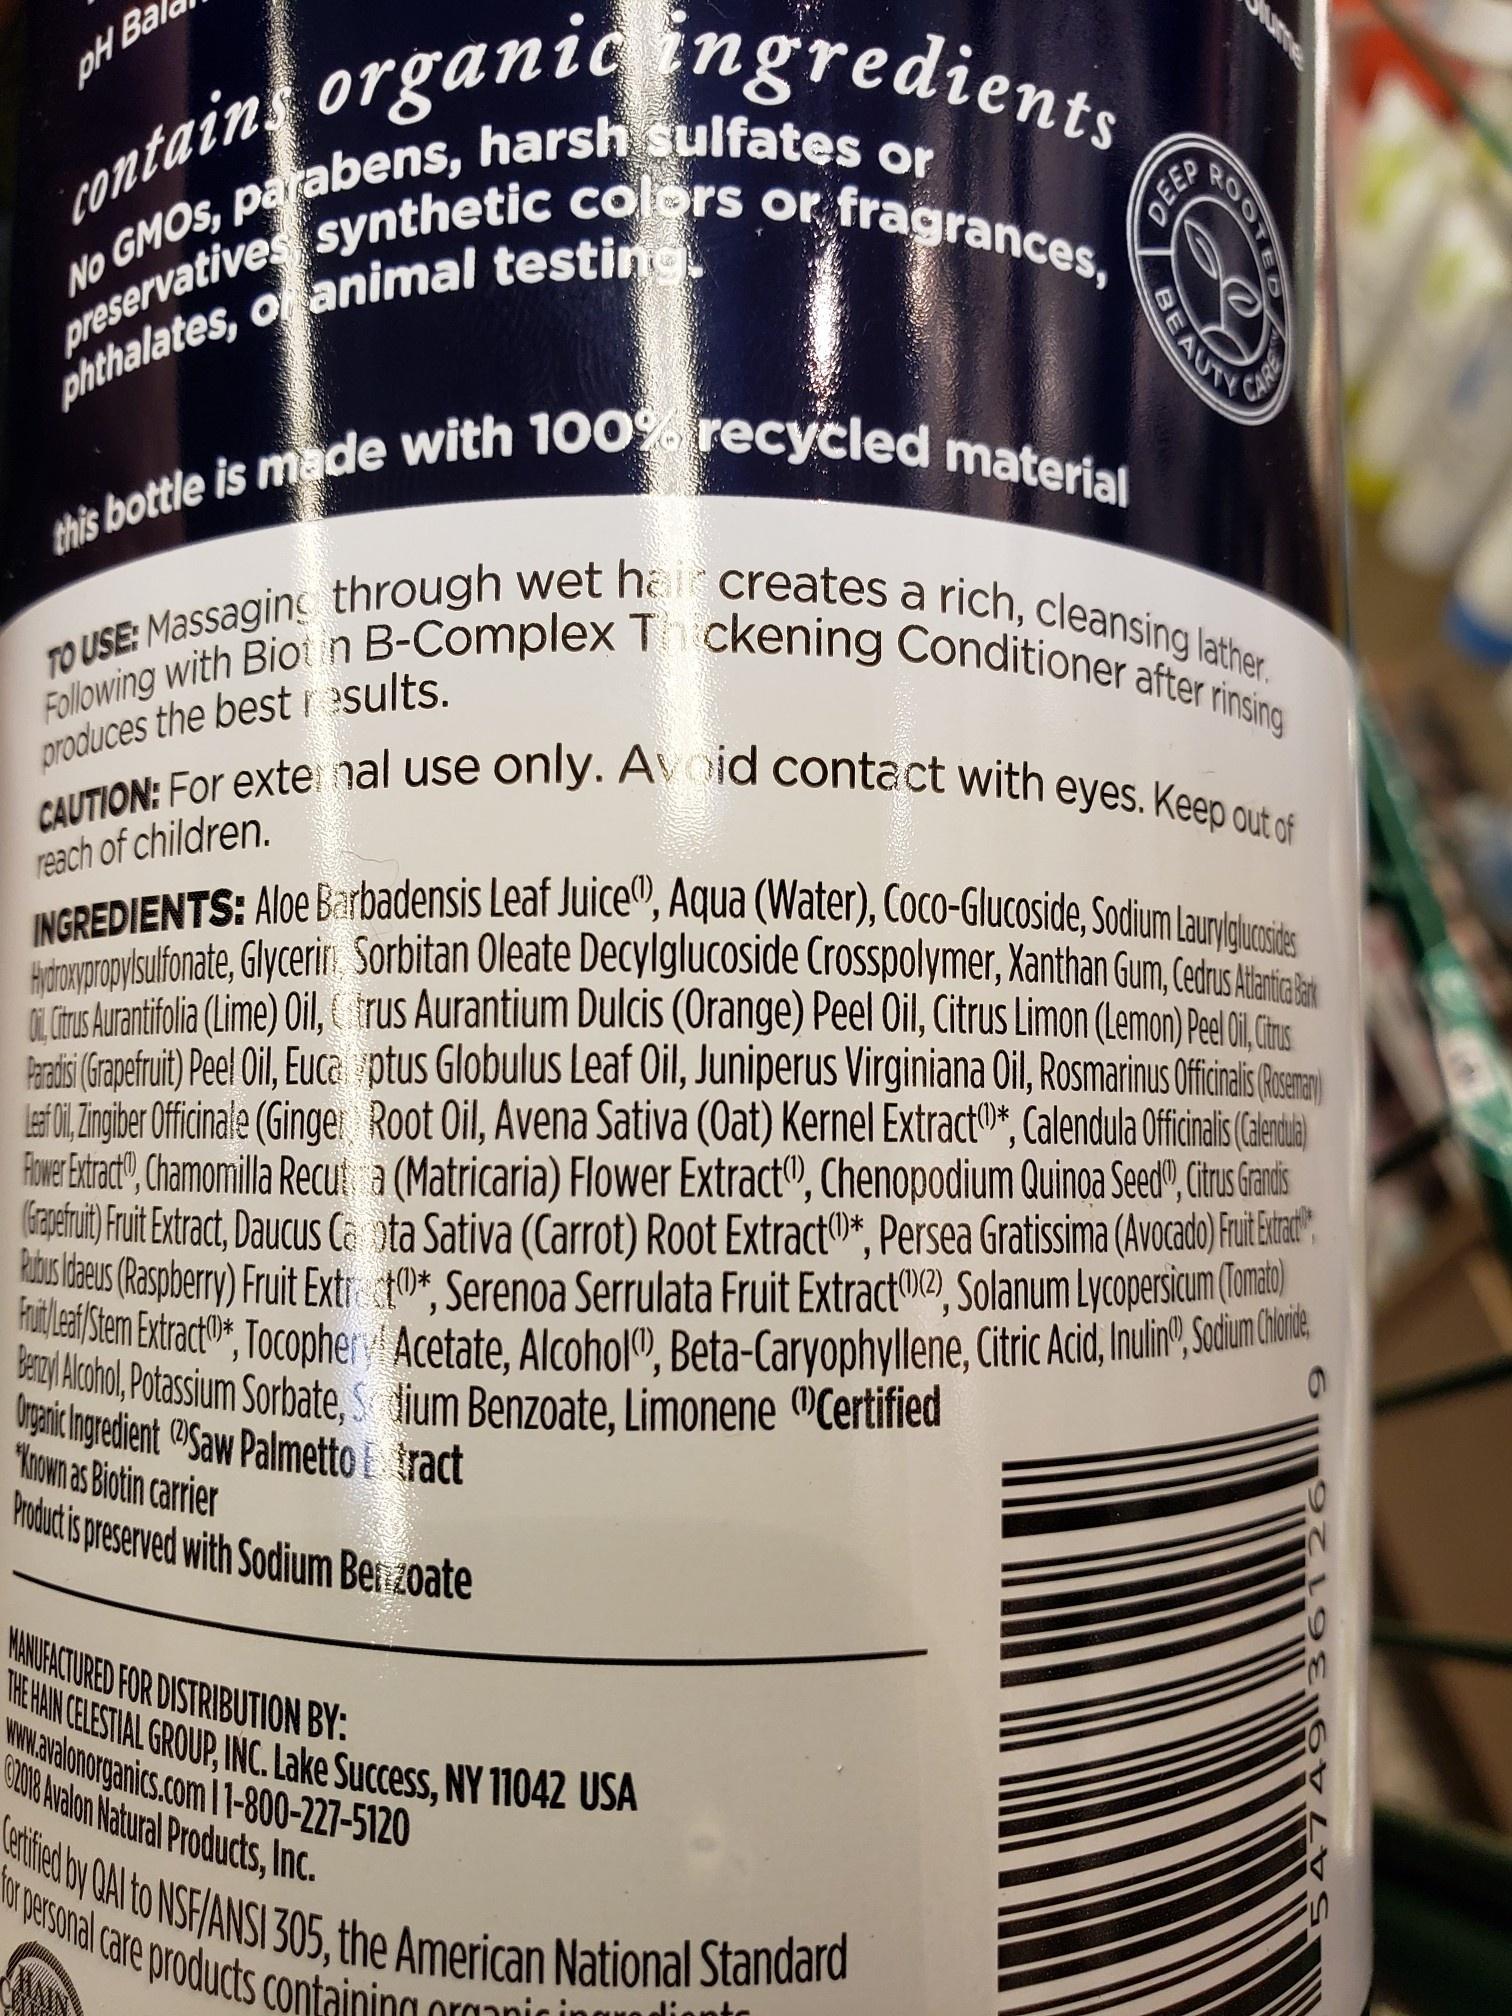 pH
contains organic ingredients
No GMOs, parabens, harsh sulfates or
preservatives, synthetic colors or fragrances,
phthalates, or animal testing.
DEEP ROOTED
BEAUTY CARE
this bottle is made with 100% recycled material
TO USE: Massaging through wet hair creates a rich, cleansing lather.
Following with Biotin B-Complex Thickening Conditioner after rinsing
produces the best results.
CAUTION: For external use only. Avoid contact with eyes. Keep out of
reach of children.
INGREDIENTS: Aloe Barbadensis Leaf Juice⁽¹⁾, Aqua (Water), Coco-Glucoside, Sodium Laurylglucosides
Hydroxypropylsulfonate, Glycerin, Sorbitan Oleate Decylglucoside Crosspolymer, Xanthan Gum, Cedrus Atlantica Bark
Oil, Citrus Aurantifolia (Lime) Oil, Citrus Aurantium Dulcis (Orange) Peel Oil, Citrus Limon (Lemon) Peel Oil, Citrus
Paradisi (Grapefruit) Peel Oil, Eucalyptus Globulus Leaf Oil, Juniperus Virginiana Oil, Rosmarinus Officinalis (Rosemary)
Leaf Oil, Zingiber Officinale (Ginger) Root Oil, Avena Sativa (Oat) Kernel Extract⁽¹⁾*, Calendula Officinalis (Calendula)
Flower Extract⁽¹⁾, Chamomilla Recutita (Matricaria) Flower Extract⁽¹⁾, Chenopodium Quinoa Seed⁽¹⁾, Citrus Grandis
(Grapefruit) Fruit Extract, Daucus Carota Sativa (Carrot) Root Extract⁽¹⁾*, Persea Gratissima (Avocado) Fruit Extract⁽¹⁾*,
Rubus Idaeus (Raspberry) Fruit Extract⁽¹⁾*, Serenoa Serrulata Fruit Extract⁽¹⁾⁽²⁾, Solanum Lycopersicum (Tomato)
Fruit/Leaf/Stem Extract⁽¹⁾*, Tocopheryl Acetate, Alcohol⁽¹⁾, Beta-Caryophyllene, Citric Acid, Inulin⁽¹⁾, Sodium Chloride,
Benzyl Alcohol, Potassium Sorbate, Sodium Benzoate, Limonene ⁽¹⁾Certified
Organic Ingredient ⁽²⁾Saw Palmetto Extract
*Known as Biotin carrier
Product is preserved with Sodium Benzoate
MANUFACTURED FOR DISTRIBUTION BY:
THE HAIN CELESTIAL GROUP, INC. Lake Success, NY 11042 USA
www.avalonorganics.com | 1-800-227-5120
©2018 Avalon Natural Products, Inc.
Certified by QAI to NSF/ANSI 305, the American National Standard
for personal care products containing organic ingredients
HAIN
54749 36126 9